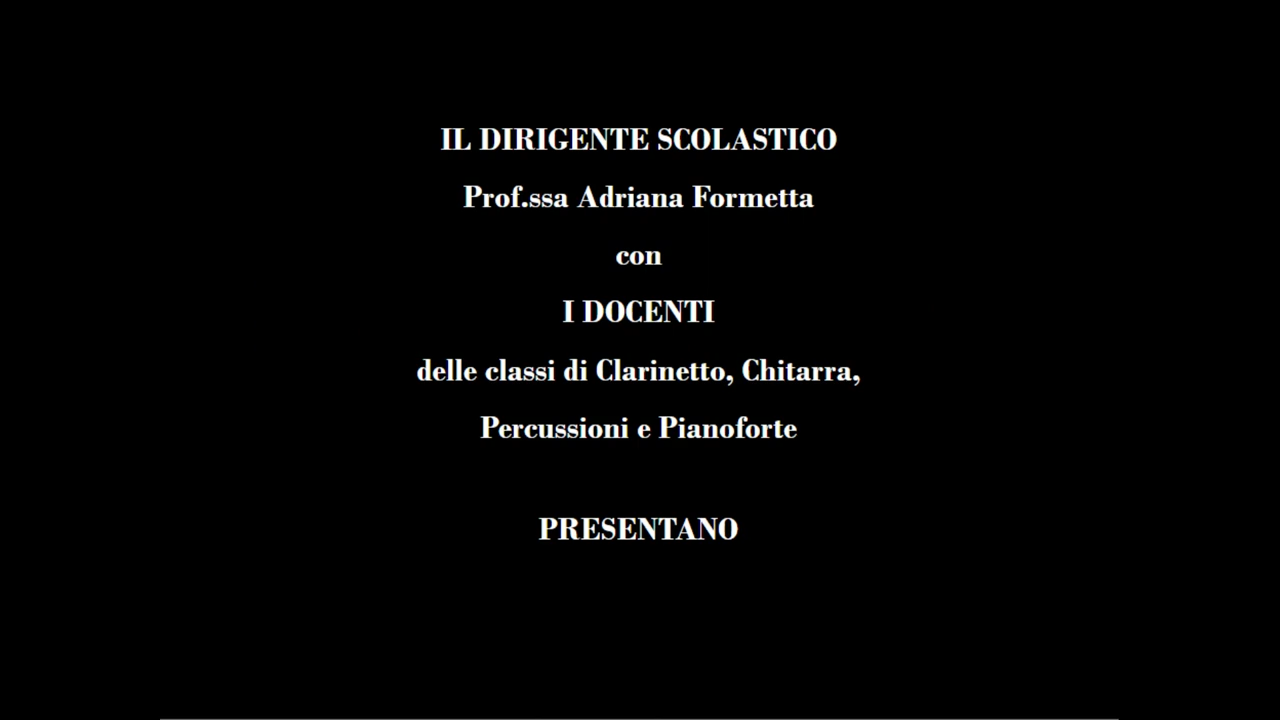 IL DIRIGENTE SCOLASTICO
Prof.ssa Adriana Formetta
con
I DOCENTI
delle classi di Clarinetto, Chitarra,
Percussioni e Pianoforte
PRESENTANO